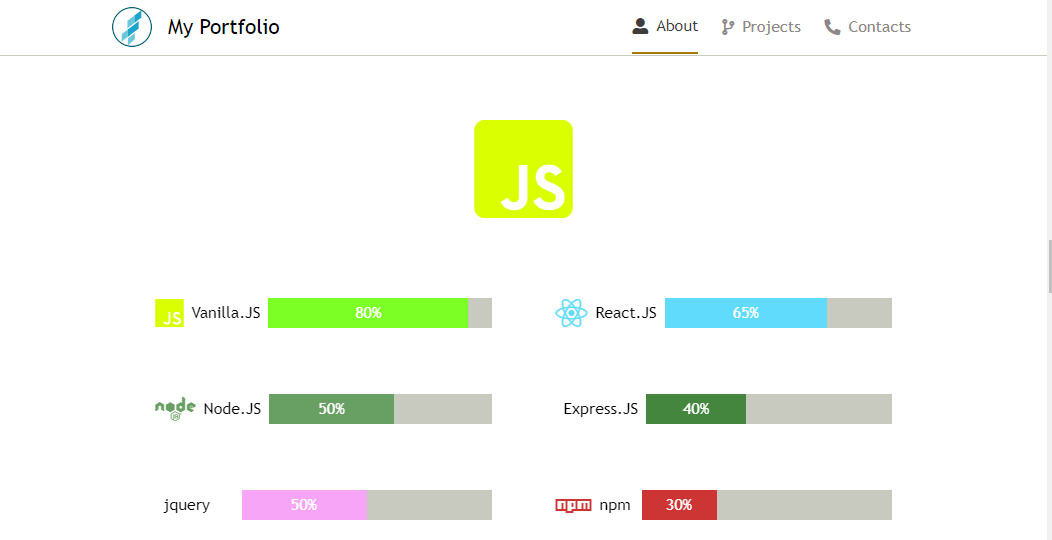 My Portfolio About Projects Contacts
JS
JS Vanilla.JS 80% React.JS 65%
node JS Node.JS 50% Express.JS 40%
jquery 50% npm npm 30%